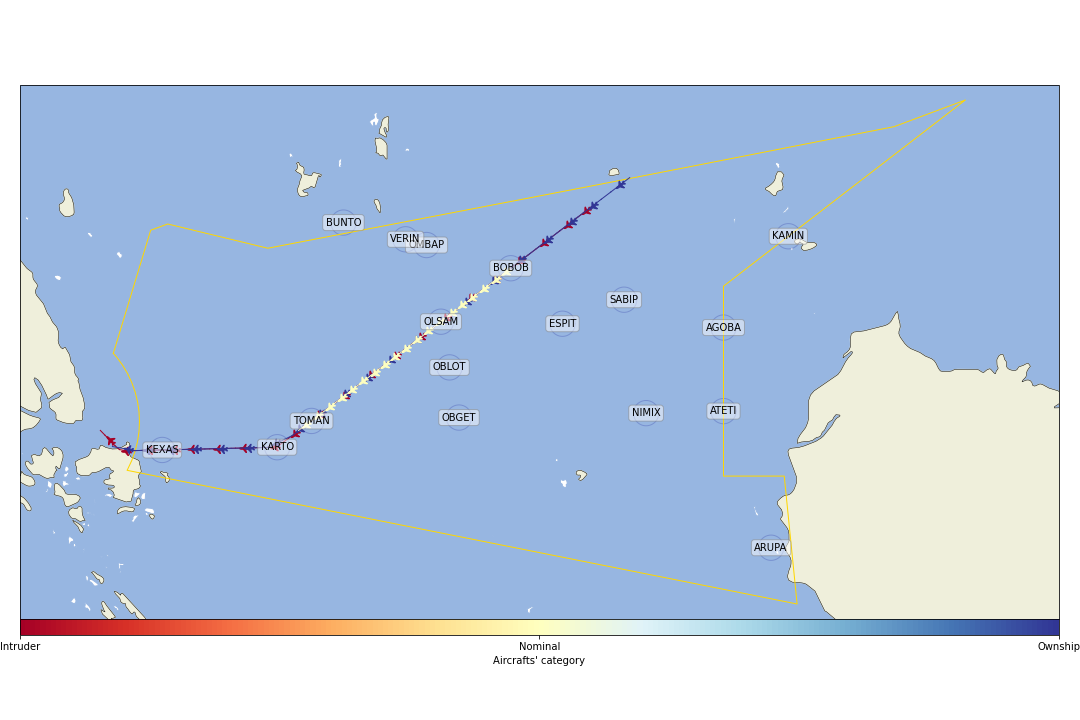 BUNTO
VERIN
OMBAP
KAMIN
BOBOB
SABIP
OLSAM
ESPIT
AGOBA
OBLOT
TOMAN
OBGET
NIMIX
ATETI
KEXAS
KARTO
ARUPA
Intruder
Nominal
Ownship
Aircrafts' category